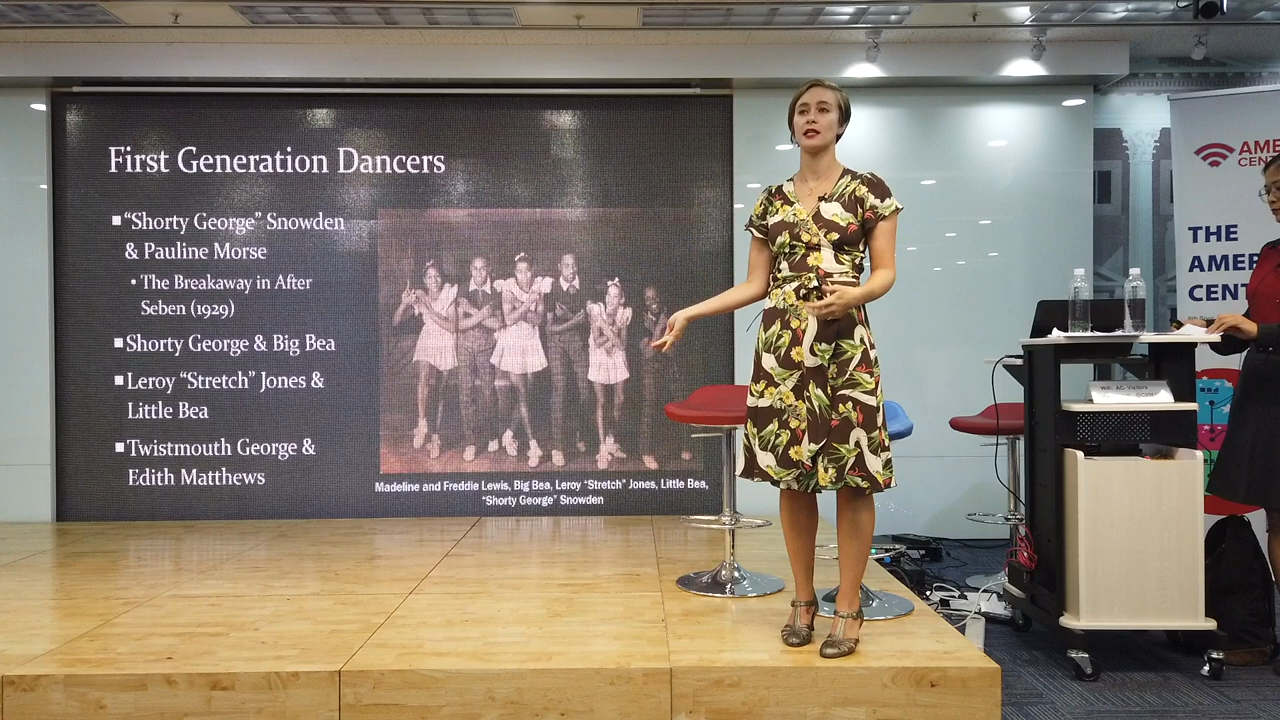 First Generation Dancers
"Shorty George" Snowden
& Pauline Morse
The Breakaway in After
Seben (1929)
Shorty George & Big Bea
Leroy "Stretch" Jones &
Little Bea
Twistmouth George &
Edith Matthews
Madeline and Freddie Lewis, Big Bea, Leroy "Stretch" Jones, Little Bea,
"Shorty George" Snowden
AME
CENT
THE
AMER
CENT